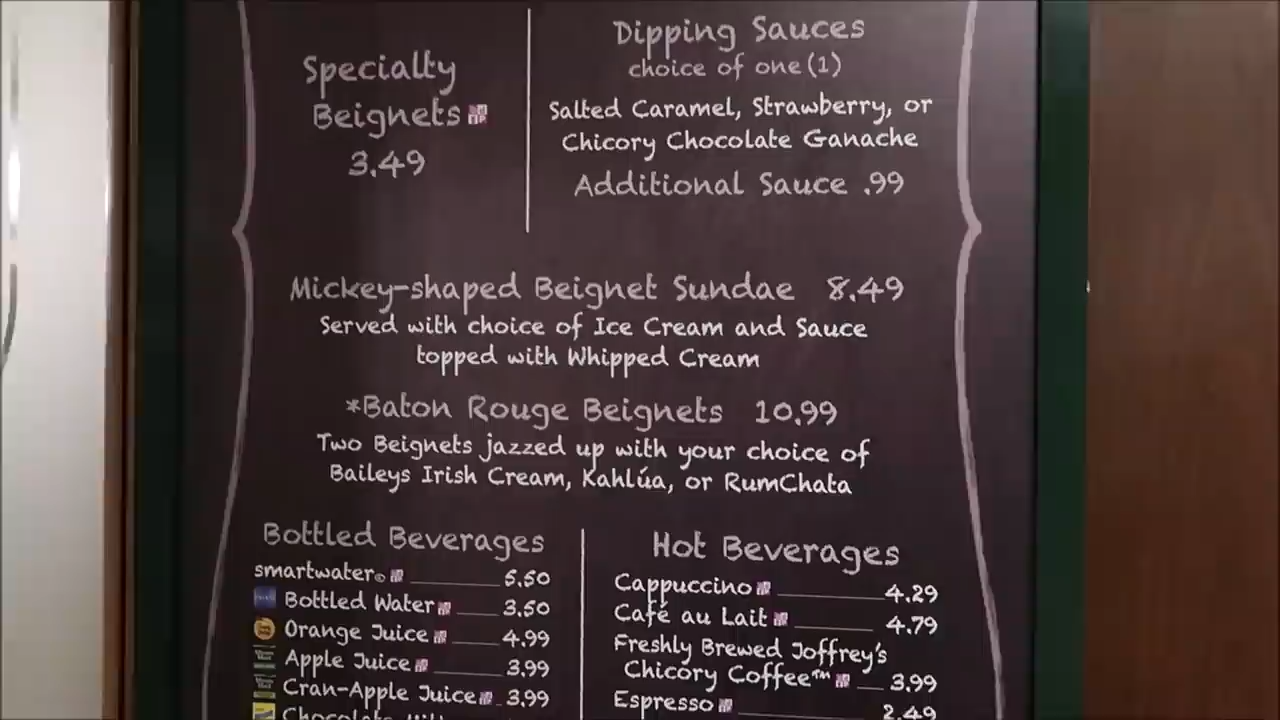 Specialty
Beignets
3.49
Dipping Sauces
choice of one (1)
Salted Caramel, Strawberry, or
Chicory Chocolate Ganache
Additional Sauce .99
Mickey-shaped Beignet Sundae 8.49
Served with choice of Ice Cream and Sauce
topped with Whipped Cream
*Baton Rouge Beignets 10.99
Two Beignets jazzed up with your choice of
Baileys Irish Cream, Kahlúa, or RumChata
Bottled Beverages
smartwater® 5.50
Bottled Water 3.50
Orange Juice 4.99
Apple Juice 3.99
Cran-Apple Juice 3.99
Chocolate
Hot Beverages
Cappuccino 4.29
Café au Lait 4.79
Freshly Brewed Joffrey's
Chicory Coffee™ 3.99
Espresso 2.49